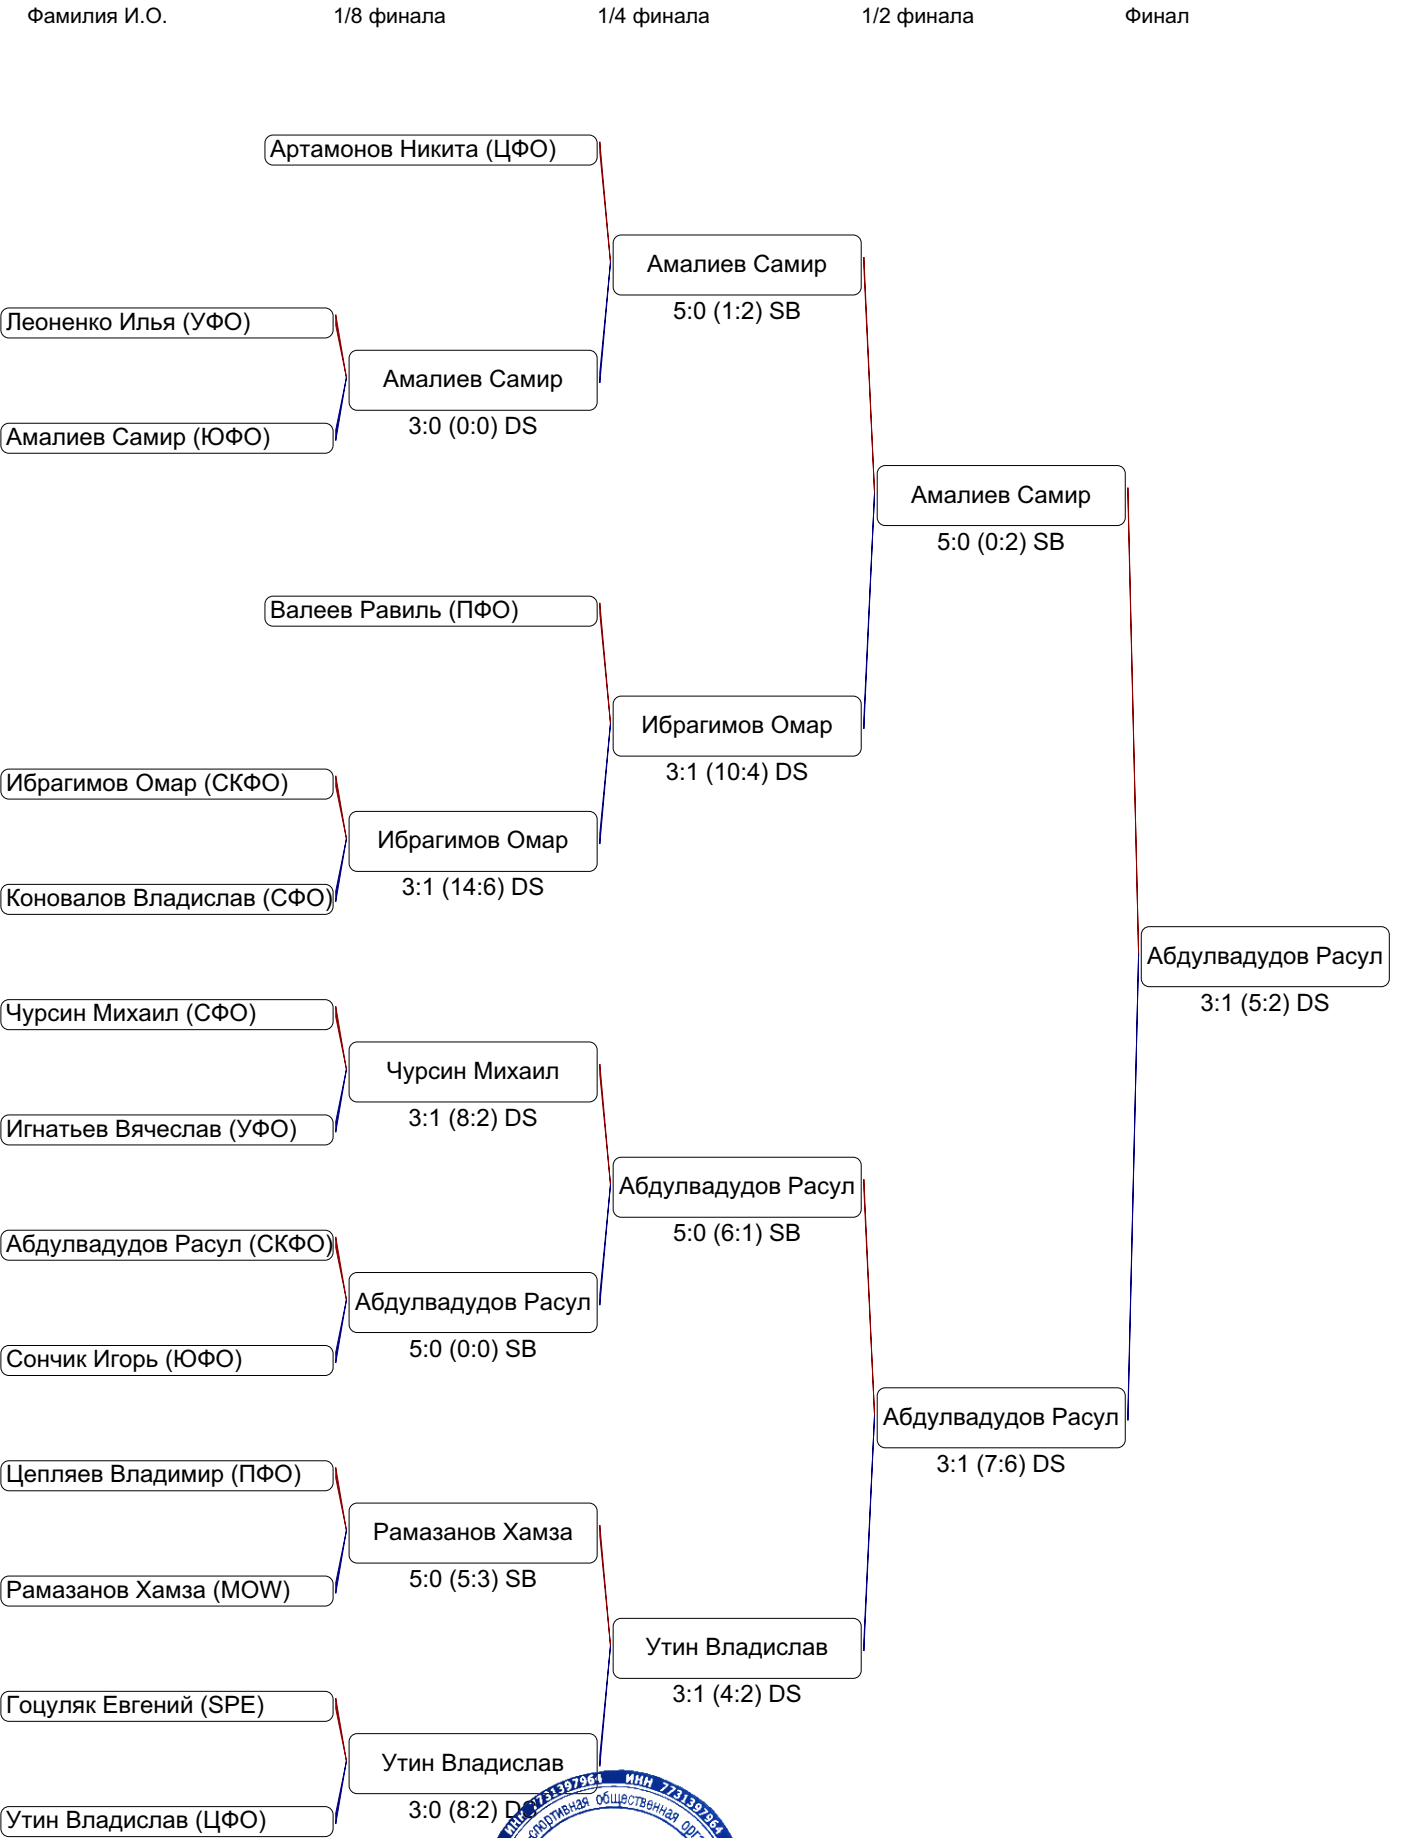 Фамилия И.О. 1/8 финала 1/4 финала 1/2 финала Финал
Артамонов Никита (ЦФО)
Амалиев Самир
5:0 (1:2) SB
Леоненко Илья (УФО)
Амалиев Самир
3:0 (0:0) DS
Амалиев Самир (ЮФО)
Амалиев Самир
5:0 (0:2) SB
Валеев Равиль (ПФО)
Ибрагимов Омар
3:1 (10:4) DS
Ибрагимов Омар (СКФО)
Ибрагимов Омар
3:1 (14:6) DS
Коновалов Владислав (СФО)
Абдулвадудов Расул
3:1 (5:2) DS
Чурсин Михаил (СФО)
Чурсин Михаил
3:1 (8:2) DS
Игнатьев Вячеслав (УФО)
Абдулвадудов Расул
5:0 (6:1) SB
Абдулвадудов Расул (СКФО)
Абдулвадудов Расул
5:0 (0:0) SB
Сончик Игорь (ЮФО)
Абдулвадудов Расул
3:1 (7:6) DS
Цепляев Владимир (ПФО)
Рамазанов Хамза
5:0 (5:3) SB
Рамазанов Хамза (MOW)
Утин Владислав
3:1 (4:2) DS
Гоцуляк Евгений (SPE)
Утин Владислав
3:0 (8:2) DS
Утин Владислав (ЦФО)
ИНН 7731397964
общественная